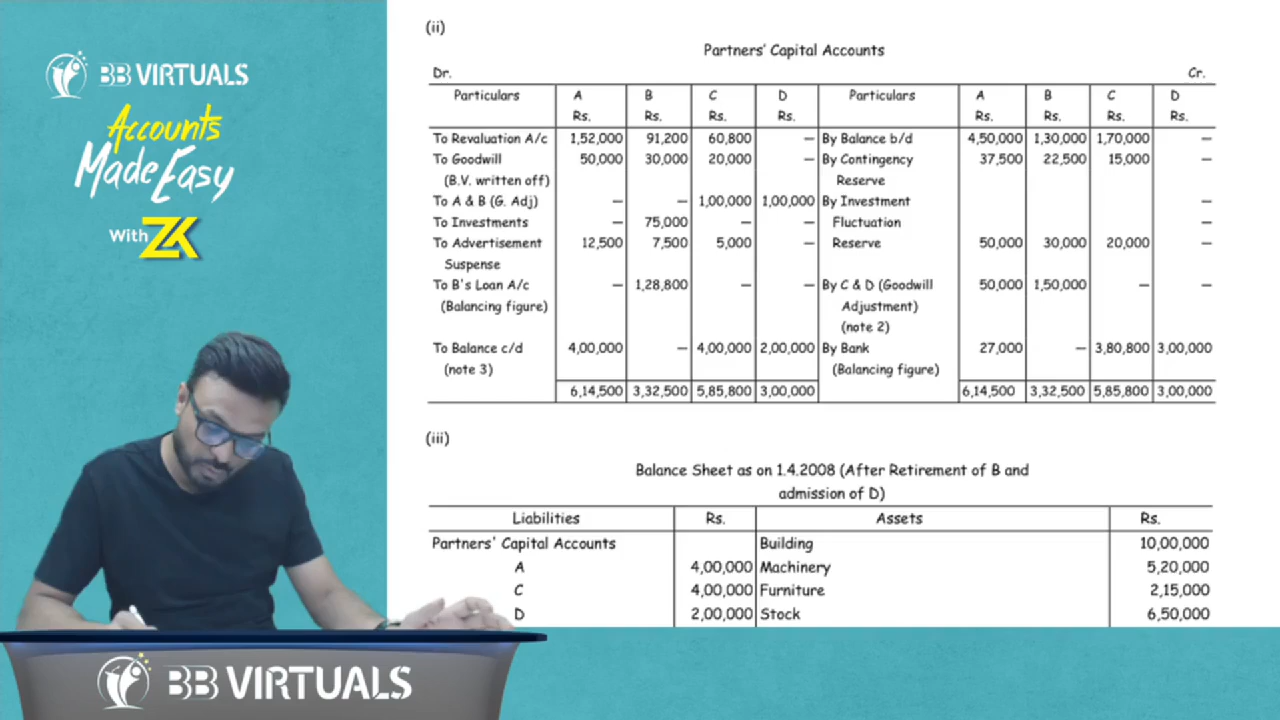 BB VIRTUALS
Accounts
Made Easy
With ZK
(ii)
Partners' Capital Accounts
Dr. Cr.
Particulars A B C D Particulars A B C D
Rs. Rs. Rs. Rs. Rs. Rs. Rs. Rs.
To Revaluation A/c 1,52,000 91,200 60,800 — By Balance b/d 4,50,000 1,30,000 1,70,000 —
To Goodwill 50,000 30,000 20,000 — By Contingency 37,500 22,500 15,000 —
(B.V. written off) Reserve
To A & B (G. Adj) — — 1,00,000 1,00,000 By Investment —
To Investments — 75,000 — — Fluctuation —
To Advertisement 12,500 7,500 5,000 — Reserve 50,000 30,000 20,000 —
Suspense
To B's Loan A/c — 1,28,800 — — By C & D (Goodwill 50,000 1,50,000 — —
(Balancing figure) Adjustment)
(note 2)
To Balance c/d 4,00,000 — 4,00,000 2,00,000 By Bank 27,000 — 3,80,800 3,00,000
(note 3) (Balancing figure)
6,14,500 3,32,500 5,85,800 3,00,000 6,14,500 3,32,500 5,85,800 3,00,000
(iii)
Balance Sheet as on 1.4.2008 (After Retirement of B and
admission of D)
Liabilities Rs. Assets Rs.
Partners' Capital Accounts Building 10,00,000
A 4,00,000 Machinery 5,20,000
C 4,00,000 Furniture 2,15,000
D 2,00,000 Stock 6,50,000
BB VIRTUALS